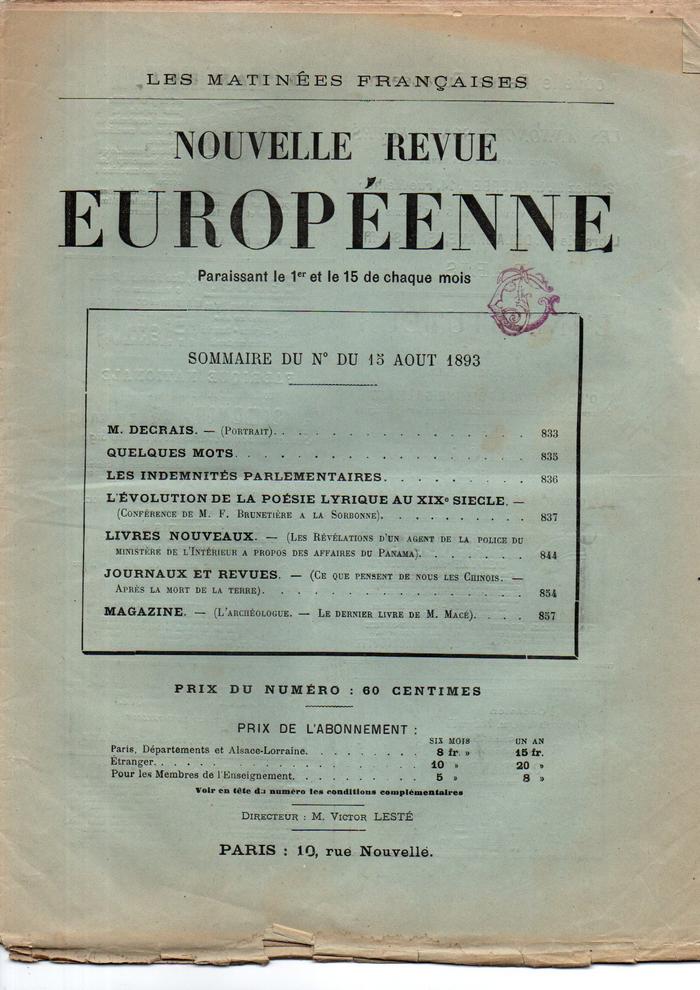 LES MATINÉES FRANÇAISES
NOUVELLE REVUE
EUROPÉENNE
Paraissant le 1er et le 15 de chaque mois
SOMMAIRE DU N° DU 15 AOUT 1893
M. DECRAIS. — (Portrait). . . . . . . . . . . . . . 833
QUELQUES MOTS. . . . . . . . . . . . . . . . 835
LES INDEMNITÉS PARLEMENTAIRES. . . . . . . . 836
L'ÉVOLUTION DE LA POÉSIE LYRIQUE AU XIXe SIECLE. —
(Conférence de M. F. Brunetière a la Sorbonne). . . . . . . . 837
LIVRES NOUVEAUX. — (Les Révélations d'un agent de la police du
ministère de l'Intérieur a propos des affaires du Panama). . . . . . 844
JOURNAUX ET REVUES. — (Ce que pensent de nous les Chinois. —
Après la mort de la terre). . . . . . . . . . . . . . 854
MAGAZINE. — (L'archéologue. — Le dernier livre de M. Macé). . . . 857
PRIX DU NUMÉRO : 60 CENTIMES
PRIX DE L'ABONNEMENT :
SIX MOIS UN AN
Paris, Départements et Alsace-Lorraine. . . . . . . . 8 fr. » 15 fr.
Étranger. . . . . . . . . . . . . . . . 10 » 20 »
Pour les Membres de l'Enseignement. . . . . . . . . 5 » 8 »
Voir en tête du numéro les conditions complémentaires
Directeur : M. Victor LESTÉ
PARIS : 10, rue Nouvelle.